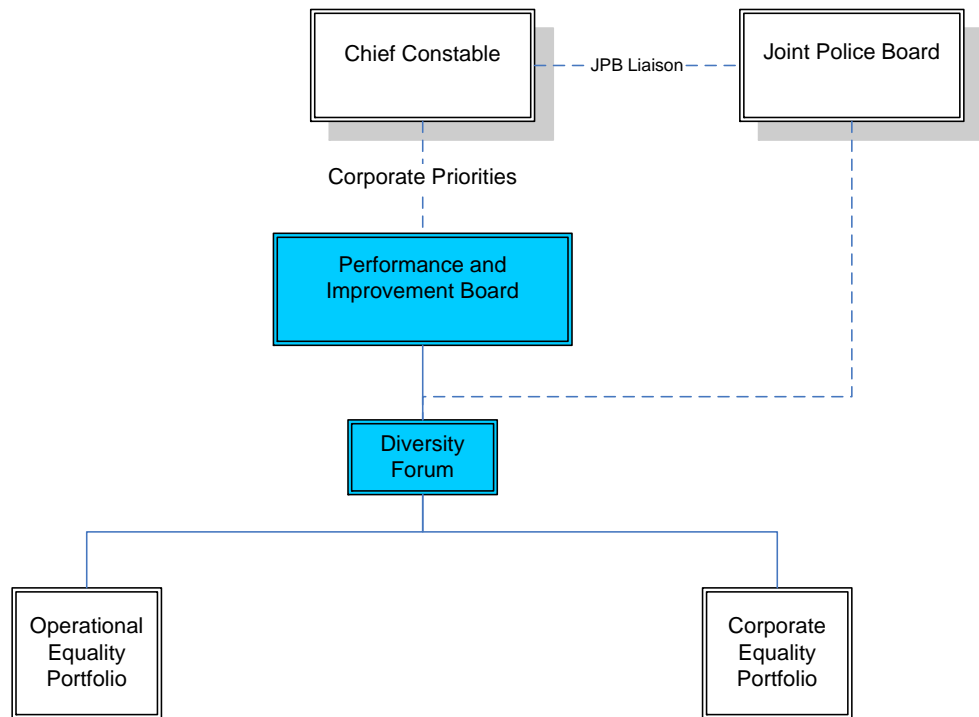 Chief Constable
JPB Liaison
Joint Police Board
Corporate Priorities
Performance and
Improvement Board
Diversity
Forum
Operational
Equality
Portfolio
Corporate
Equality
Portfolio